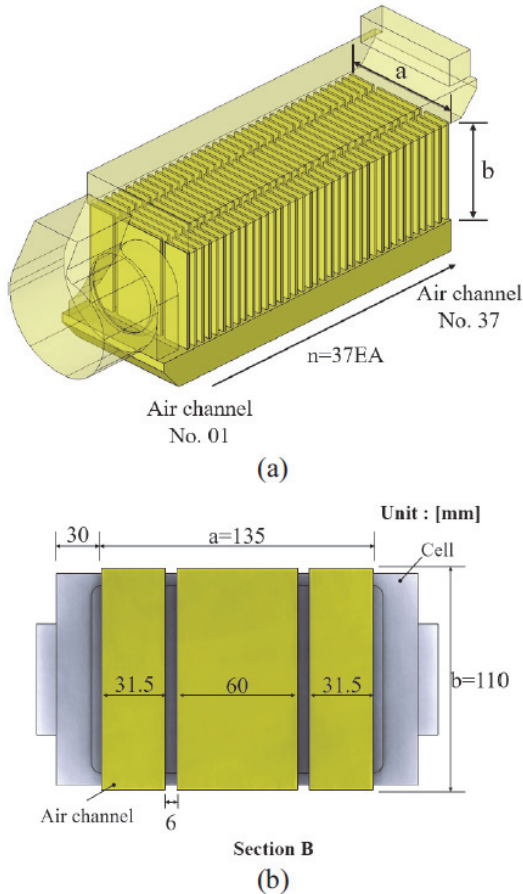 a
b
Air channel
No. 37
n=37EA
Air channel
No. 01
(a)
Unit : [mm]
30
a=135
Cell
31.5
60
31.5
b=110
Air channel
6
Section B
(b)